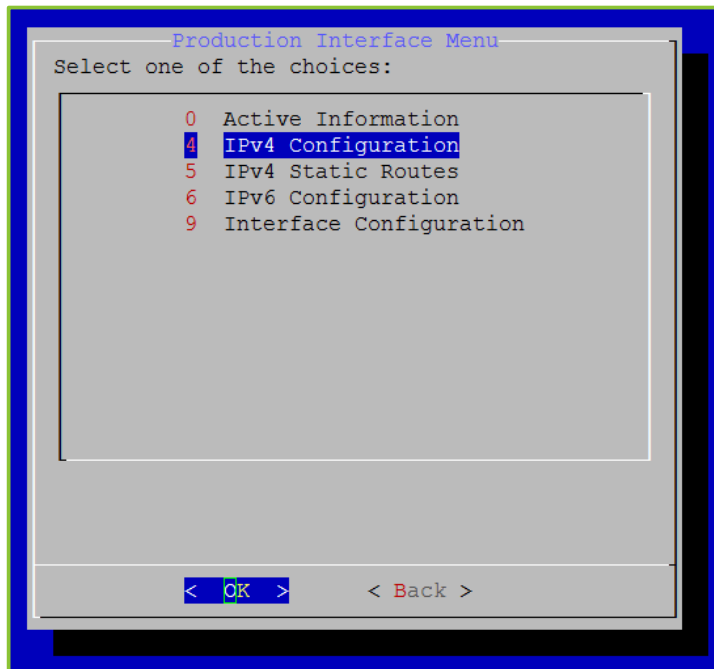 Production Interface Menu
Select one of the choices:
0 Active Information
4 IPv4 Configuration
5 IPv4 Static Routes
6 IPv6 Configuration
9 Interface Configuration
< OK > < Back >